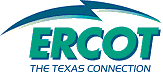 ERCOT
THE TEXAS CONNECTION